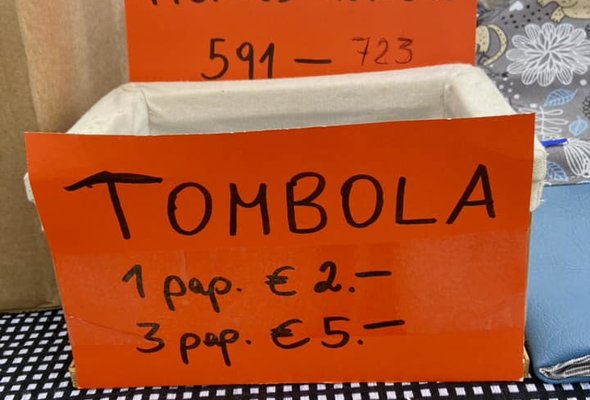 591 – 723
TOMBOLA
1 pap. € 2.–
3 pap. € 5.–